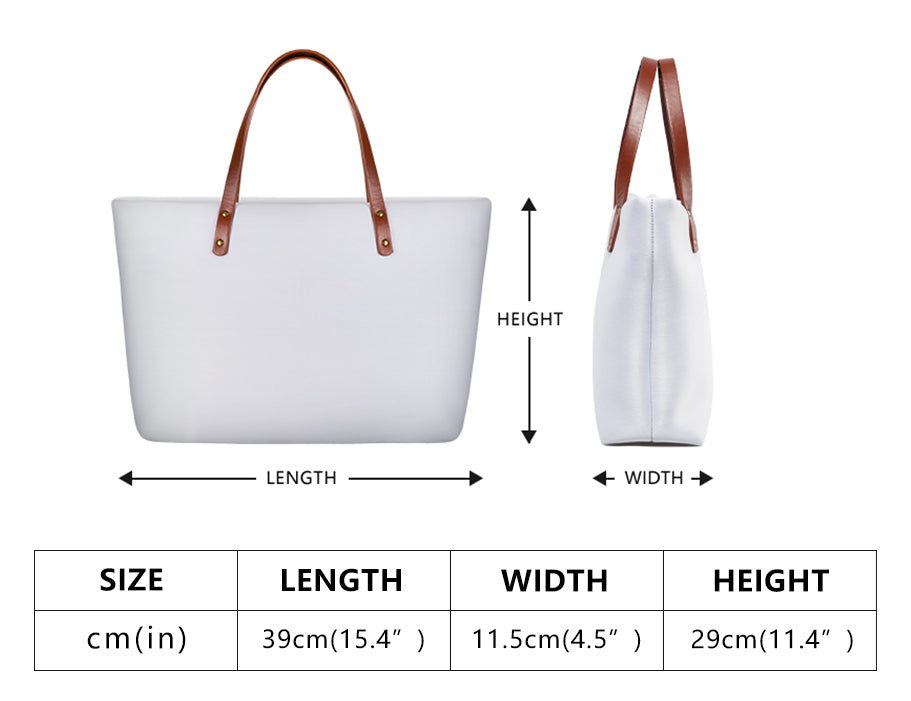 HEIGHT
LENGTH
WIDTH
SIZE LENGTH WIDTH HEIGHT
cm(in) 39cm(15.4” ) 11.5cm(4.5” ) 29cm(11.4” )